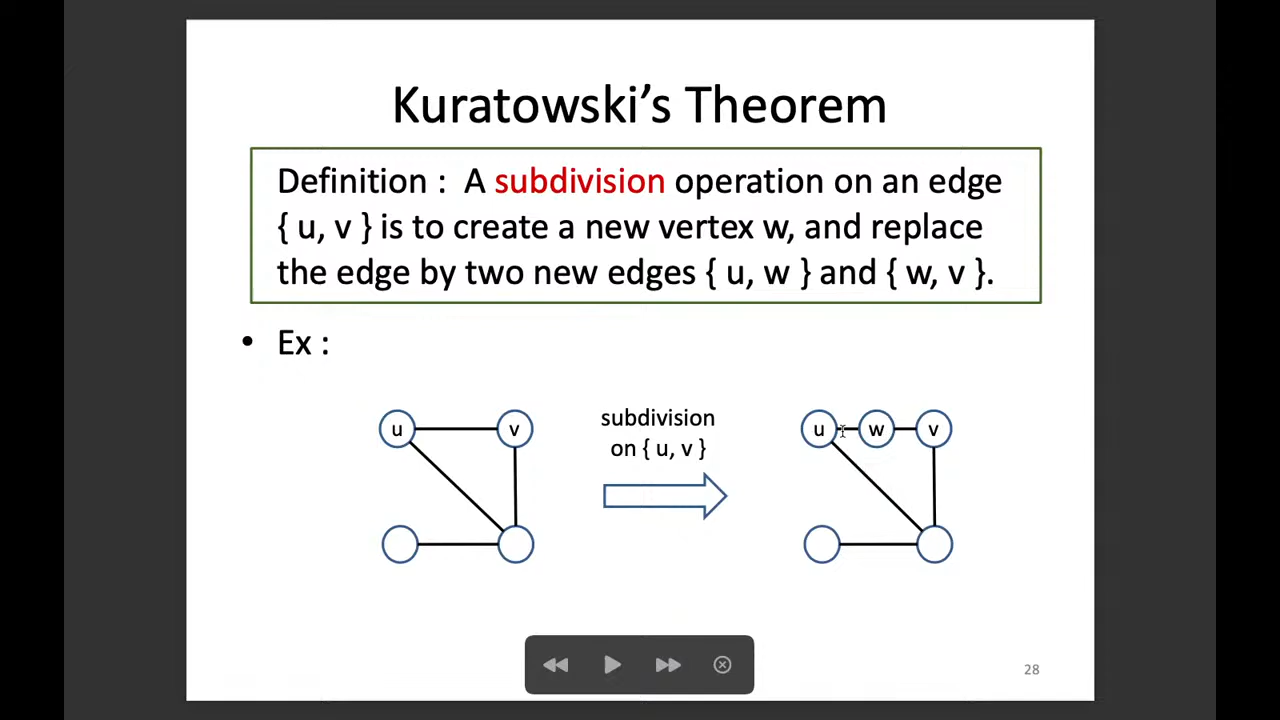 Kuratowski’s Theorem
Definition : A subdivision operation on an edge
{ u, v } is to create a new vertex w, and replace
the edge by two new edges { u, w } and { w, v }.
• Ex :
subdivision
on { u, v }
u v
u w v
28